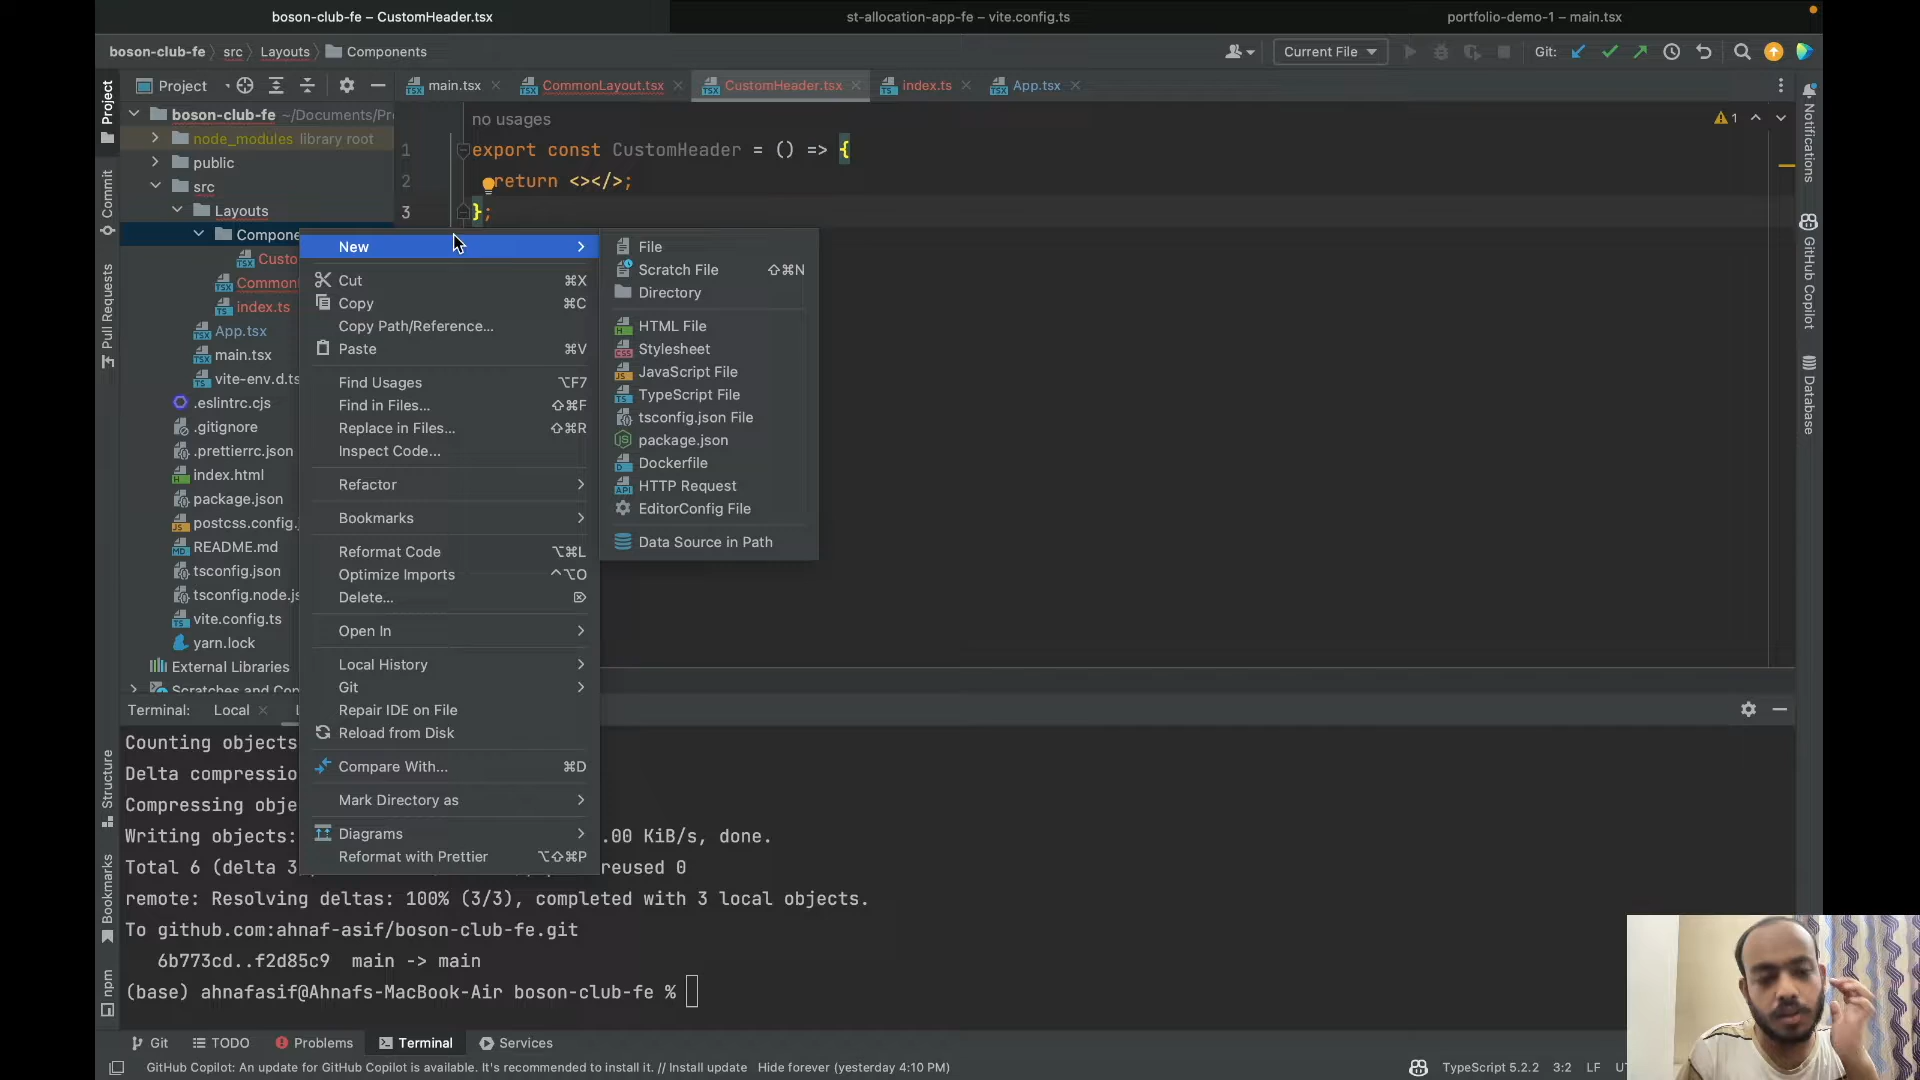 boson-club-fe – CustomHeader.tsx
st-allocation-app-fe – vite.config.ts
portfolio-demo-1 – main.tsx
boson-club-fe
src
Layouts
Components
Current File
Git:
Project
main.tsx
CommonLayout.tsx
CustomHeader.tsx
index.ts
App.tsx
Project
Commit
Pull Requests
Structure
Bookmarks
npm
boson-club-fe ~/Documents/Pr
node_modules library root
public
src
Layouts
Compone
Custo
Common
index.ts
App.tsx
main.tsx
vite-env.d.ts
.eslintrc.cjs
.gitignore
.prettierrc.json
index.html
package.json
postcss.config.
README.md
tsconfig.json
tsconfig.node.js
vite.config.ts
yarn.lock
External Libraries
Scratches and Con
no usages
1 export const CustomHeader = () => {
2 return <></>;
3 };
1
Notifications
GitHub Copilot
Database
New
Cut ⌘X
Copy ⌘C
Copy Path/Reference...
Paste ⌘V
Find Usages ⌥F7
Find in Files... ⇧⌘F
Replace in Files... ⇧⌘R
Inspect Code...
Refactor
Bookmarks
Reformat Code ⌥⌘L
Optimize Imports ^⌥O
Delete... ⌦
Open In
Local History
Git
Repair IDE on File
Reload from Disk
Compare With... ⌘D
Mark Directory as
Diagrams
Reformat with Prettier ⌥⇧⌘P
File
Scratch File ⇧⌘N
Directory
HTML File
Stylesheet
JavaScript File
TypeScript File
tsconfig.json File
package.json
Dockerfile
HTTP Request
EditorConfig File
Data Source in Path
Terminal: Local
Counting objects
Delta compressio
Compressing obje
Writing objects: .00 KiB/s, done.
Total 6 (delta 3 reused 0
remote: Resolving deltas: 100% (3/3), completed with 3 local objects.
To github.com:ahnaf-asif/boson-club-fe.git
6b773cd..f2d85c9 main -> main
(base) ahnafasif@Ahnafs-MacBook-Air boson-club-fe %
Git
TODO
Problems
Terminal
Services
GitHub Copilot: An update for GitHub Copilot is available. It's recommended to install it. // Install update Hide forever (yesterday 4:10 PM)
TypeScript 5.2.2 3:2 LF